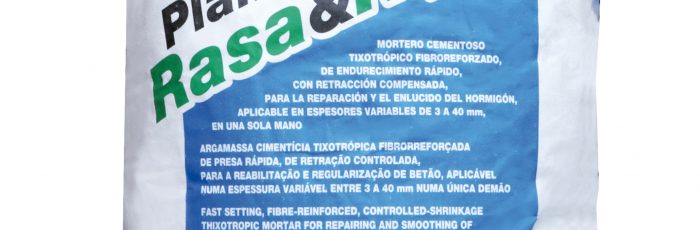 Rasa&
MORTERO CEMENTOSO
TIXOTRÓPICO FIBROREFORZADO,
DE ENDURECIMIENTO RÁPIDO,
CON RETRACCIÓN COMPENSADA,
PARA LA REPARACIÓN Y EL ENLUCIDO DEL HORMIGÓN,
APLICABLE EN ESPESORES VARIABLES DE 3 A 40 mm,
EN UNA SOLA MANO
ARGAMASSA CIMENTÍCIA TIXOTRÓPICA FIBRORREFORÇADA
DE PRESA RÁPIDA, DE RETRAÇÃO CONTROLADA,
PARA A REABILITAÇÃO E REGULARIZAÇÃO DE BETÃO, APLICÁVEL
NUMA ESPESSURA VARIÁVEL ENTRE 3 A 40 mm NUMA ÚNICA DEMÃO
FAST SETTING, FIBRE-REINFORCED, CONTROLLED-SHRINKAGE
THIXOTROPIC MORTAR FOR REPAIRING AND SMOOTHING OF